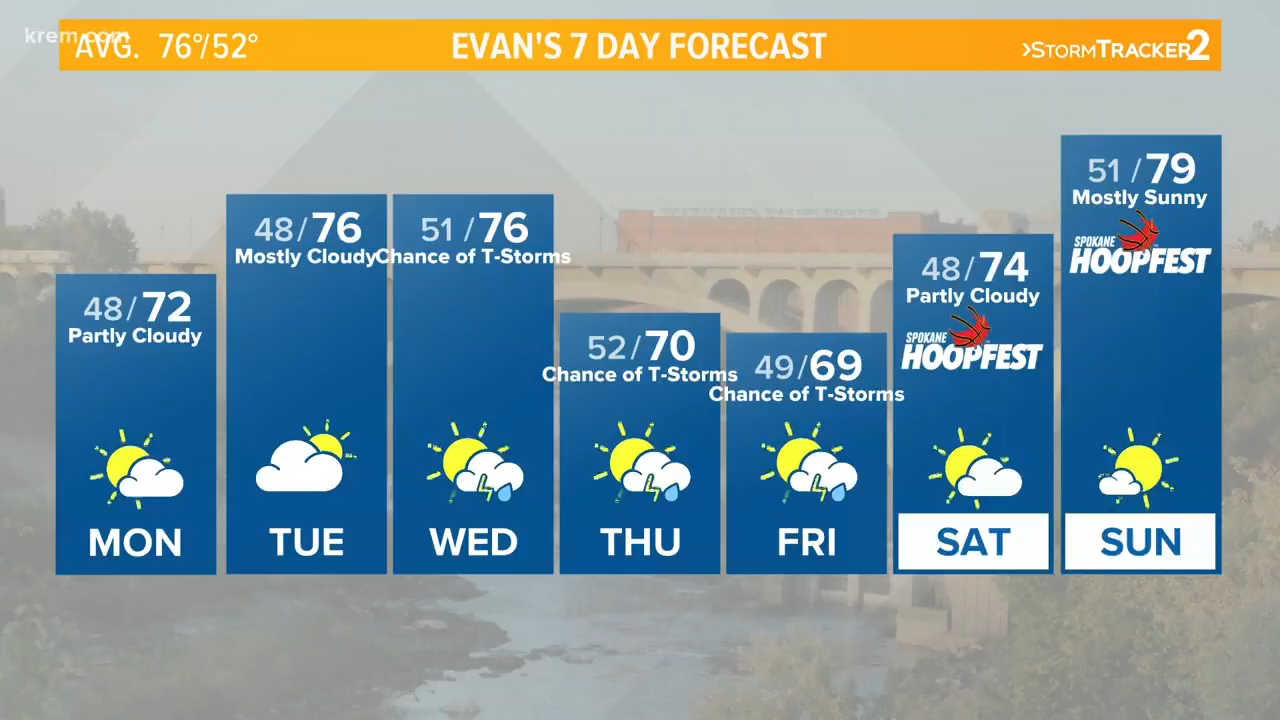 krem.com
AVG. 76°/52°
EVAN'S 7 DAY FORECAST
STORMTRACKER 2
48/72
Partly Cloudy
MON
48/76
Mostly Cloudy
TUE
51/76
Chance of T-Storms
WED
52/70
Chance of T-Storms
THU
49/69
Chance of T-Storms
FRI
48/74
Partly Cloudy
SPOKANE
HOOPFEST
SAT
51/79
Mostly Sunny
SPOKANE
HOOPFEST
SUN